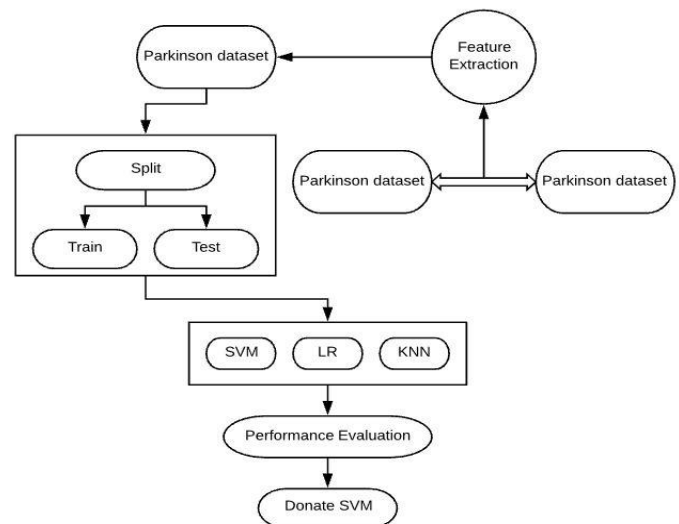 Parkinson dataset
Feature
Extraction
Split
Parkinson dataset
Parkinson dataset
Train
Test
SVM
LR
KNN
Performance Evaluation
Donate SVM